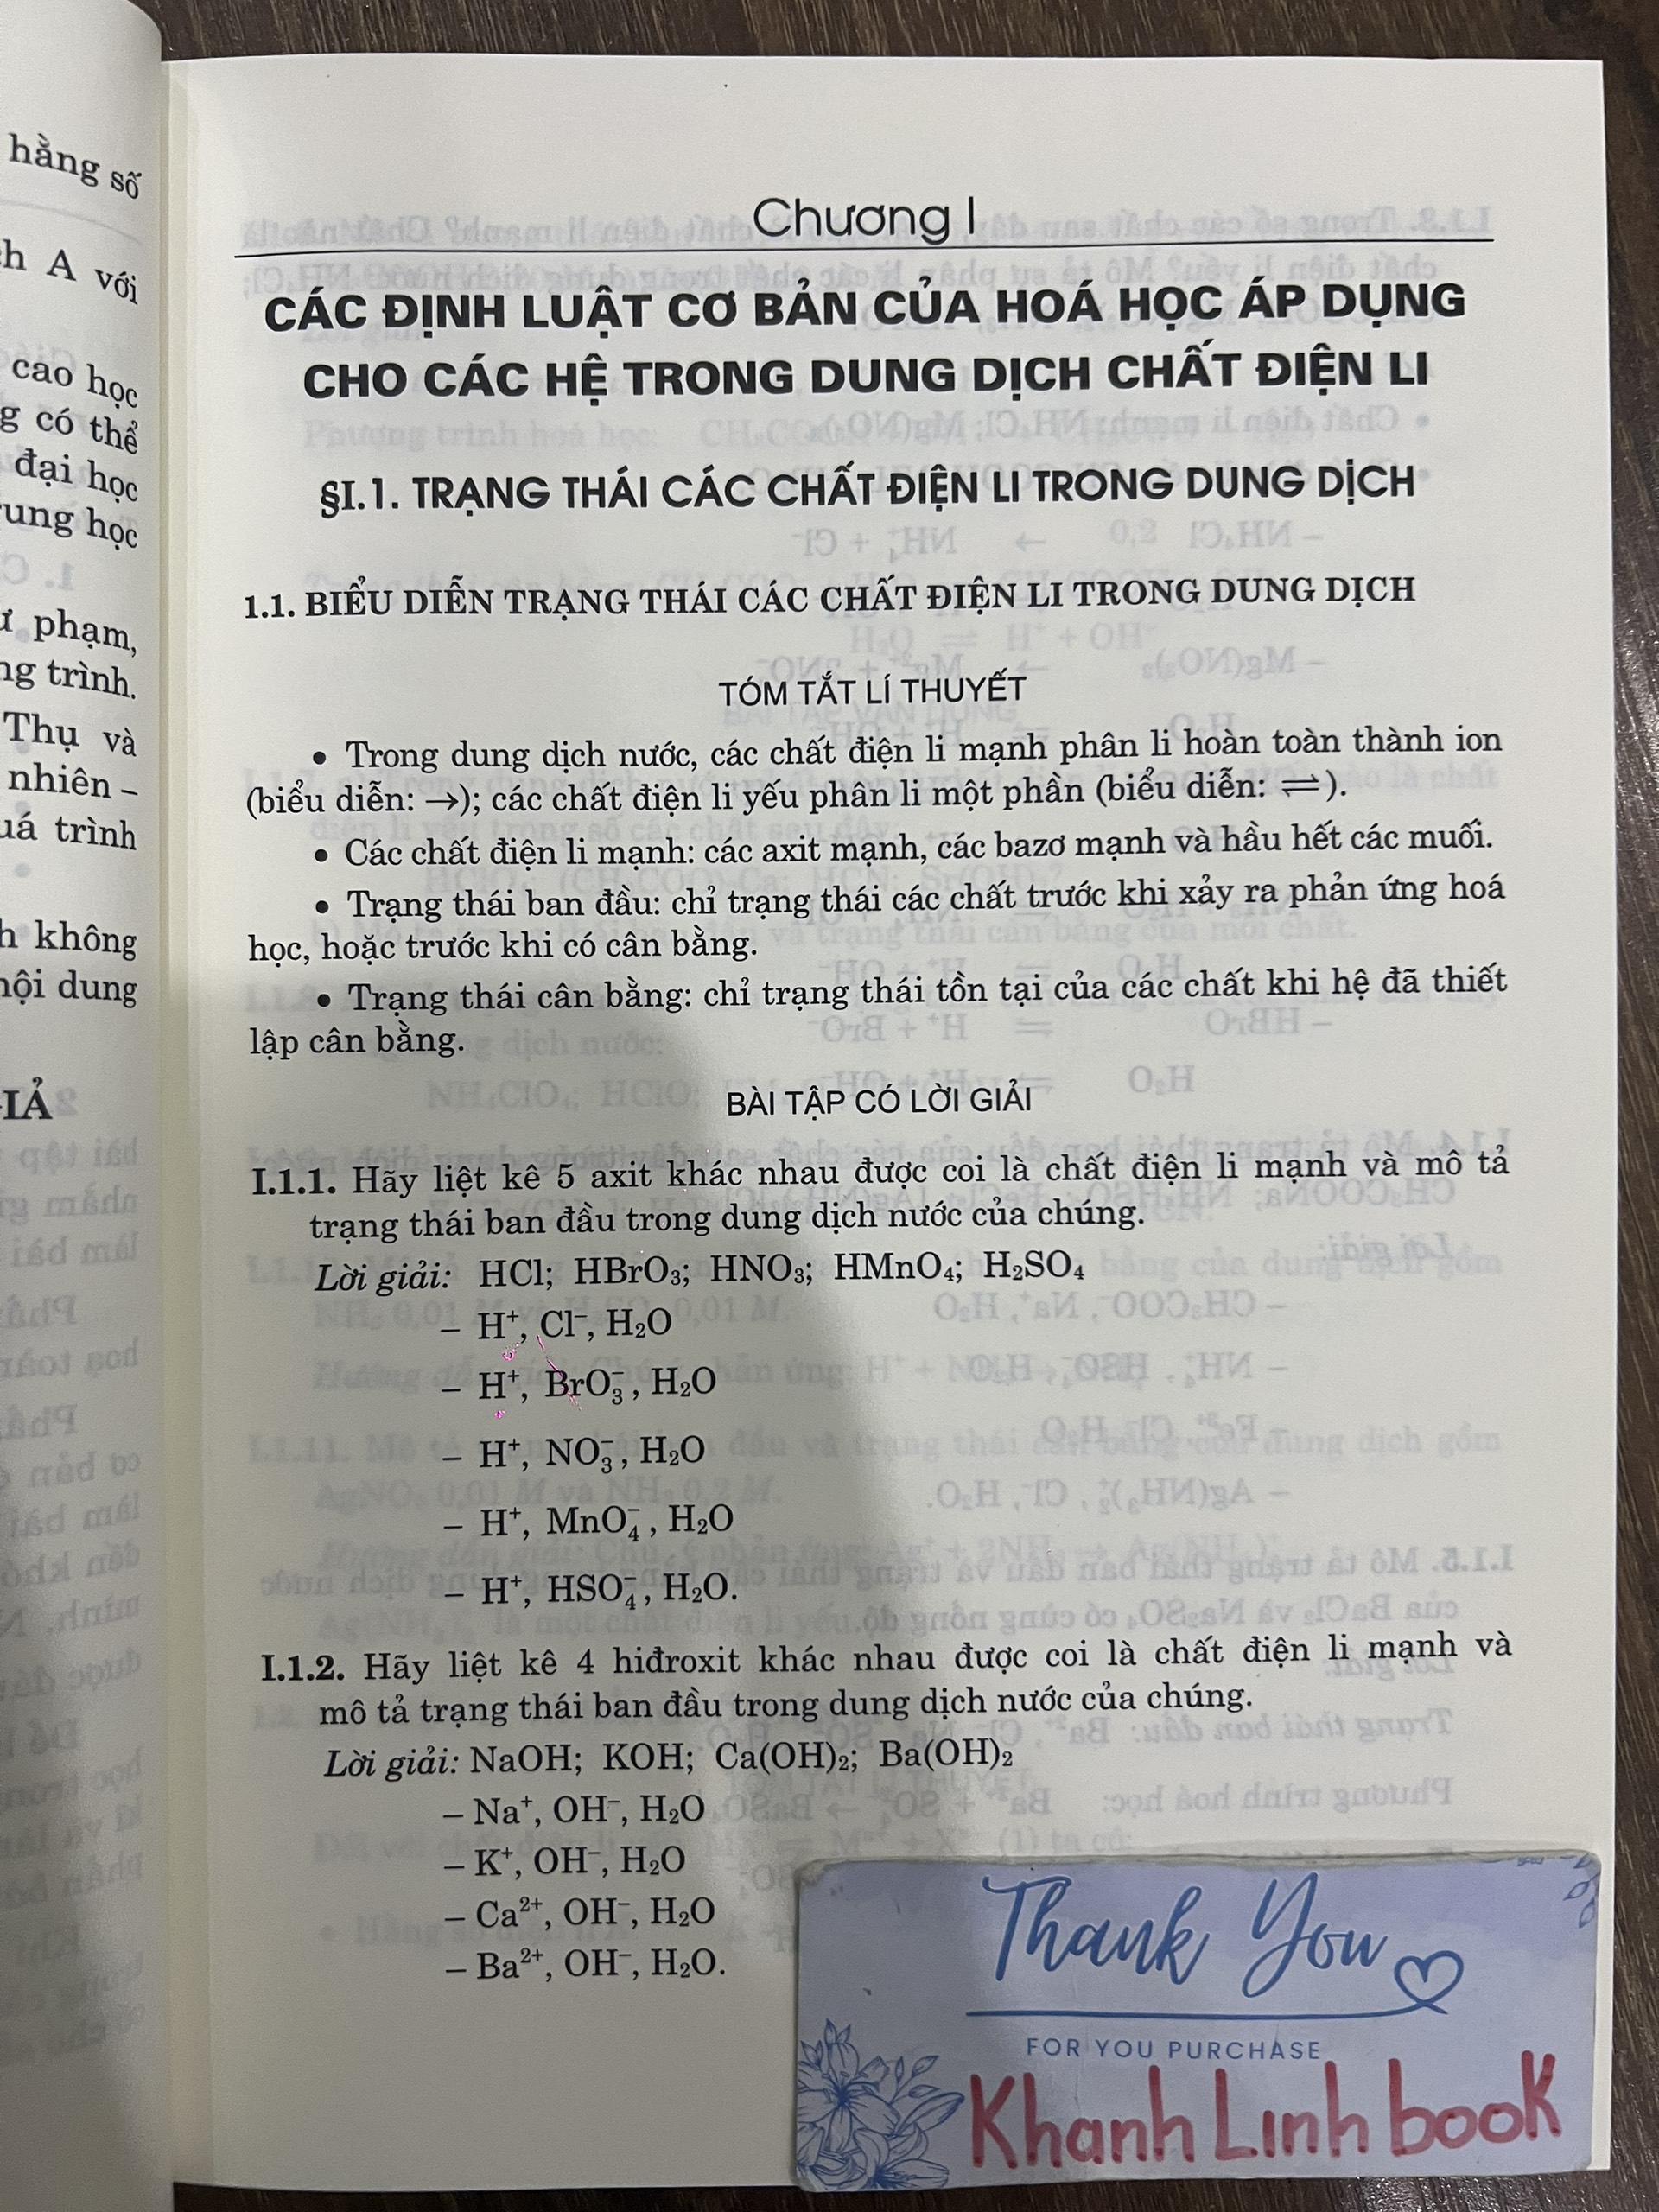 hằng số
ch A với
cao học
g có thể
đại học
rung học
ư phạm,
ng trình.
Thụ và
nhiên –
uá trình
h không
nội dung
IẢ
Chương I
CÁC ĐỊNH LUẬT CƠ BẢN CỦA HOÁ HỌC ÁP DỤNG
CHO CÁC HỆ TRONG DUNG DỊCH CHẤT ĐIỆN LI
§I.1. TRẠNG THÁI CÁC CHẤT ĐIỆN LI TRONG DUNG DỊCH
1.1. BIỂU DIỄN TRẠNG THÁI CÁC CHẤT ĐIỆN LI TRONG DUNG DỊCH
TÓM TẮT LÍ THUYẾT
• Trong dung dịch nước, các chất điện li mạnh phân li hoàn toàn thành ion
(biểu diễn: →); các chất điện li yếu phân li một phần (biểu diễn: ⇌).
• Các chất điện li mạnh: các axit mạnh, các bazơ mạnh và hầu hết các muối.
• Trạng thái ban đầu: chỉ trạng thái các chất trước khi xảy ra phản ứng hoá
học, hoặc trước khi có cân bằng.
• Trạng thái cân bằng: chỉ trạng thái tồn tại của các chất khi hệ đã thiết
lập cân bằng.
BÀI TẬP CÓ LỜI GIẢI
I.1.1. Hãy liệt kê 5 axit khác nhau được coi là chất điện li mạnh và mô tả
trạng thái ban đầu trong dung dịch nước của chúng.
Lời giải: HCl; HBrO₃; HNO₃; HMnO₄; H₂SO₄
– H⁺, Cl⁻, H₂O
– H⁺, BrO₃⁻, H₂O
– H⁺, NO₃⁻, H₂O
– H⁺, MnO₄⁻, H₂O
– H⁺, HSO₄⁻, H₂O.
I.1.2. Hãy liệt kê 4 hiđroxit khác nhau được coi là chất điện li mạnh và
mô tả trạng thái ban đầu trong dung dịch nước của chúng.
Lời giải: NaOH; KOH; Ca(OH)₂; Ba(OH)₂
– Na⁺, OH⁻, H₂O
– K⁺, OH⁻, H₂O
– Ca²⁺, OH⁻, H₂O
– Ba²⁺, OH⁻, H₂O.
Thank You
FOR YOU PURCHASE
Khanh Linh book